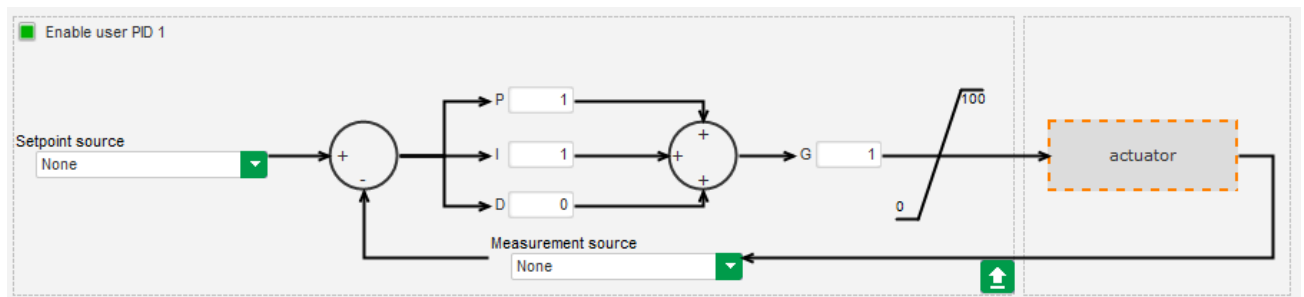 Enable user PID 1
P 1
100
Setpoint source
None
+
-
I 1
+
+
+
G 1
actuator
D 0
0
Measurement source
None